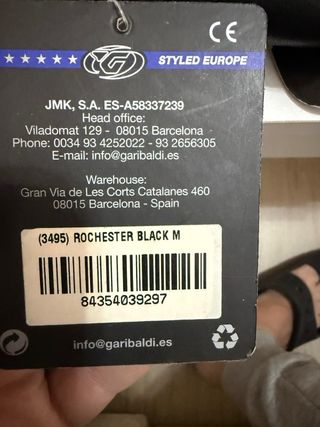 CE
STYLED EUROPE
JMK, S.A. ES-A58337239
Head office:
Viladomat 129 - 08015 Barcelona
Phone: 0034 93 4252022 - 93 2656305
E-mail: info@garibaldi.es
Warehouse:
Gran Via de Les Corts Catalanes 460
08015 Barcelona - Spain
(3495) ROCHESTER BLACK M
84354039297
info@garibaldi.es